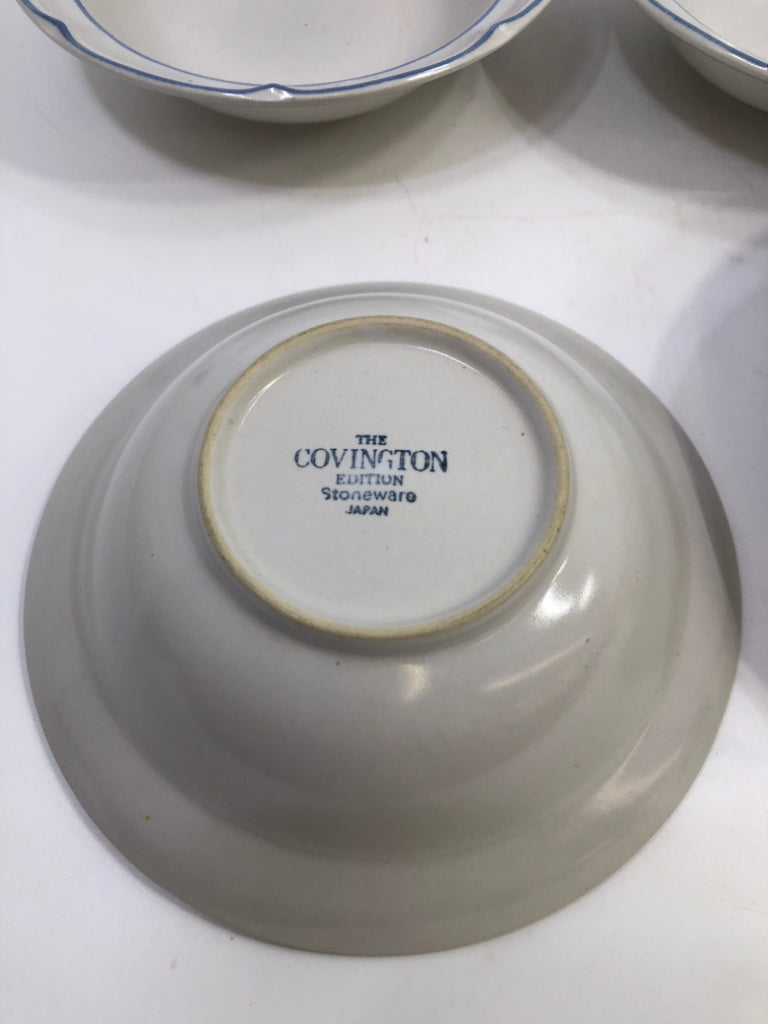 THE
COVINGTON
EDITION
Stoneware
JAPAN